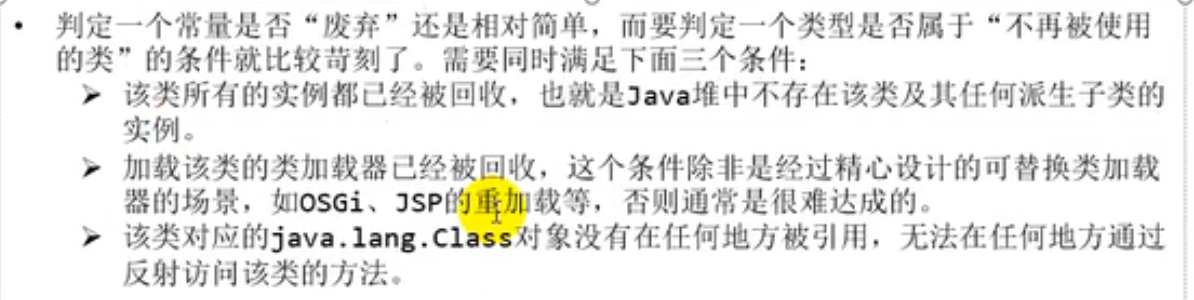 • 判定一个常量是否“废弃”还是相对简单，而要判定一个类型是否属于“不再被使用
的类”的条件就比较苛刻了。需要同时满足下面三个条件：
➢ 该类所有的实例都已经被回收，也就是Java堆中不存在该类及其任何派生子类的
实例。
➢ 加载该类的类加载器已经被回收，这个条件除非是经过精心设计的可替换类加载
器的场景，如OSGi、JSP的重加载等，否则通常是很难达成的。
➢ 该类对应的java.lang.Class对象没有在任何地方被引用，无法在任何地方通过
反射访问该类的方法。